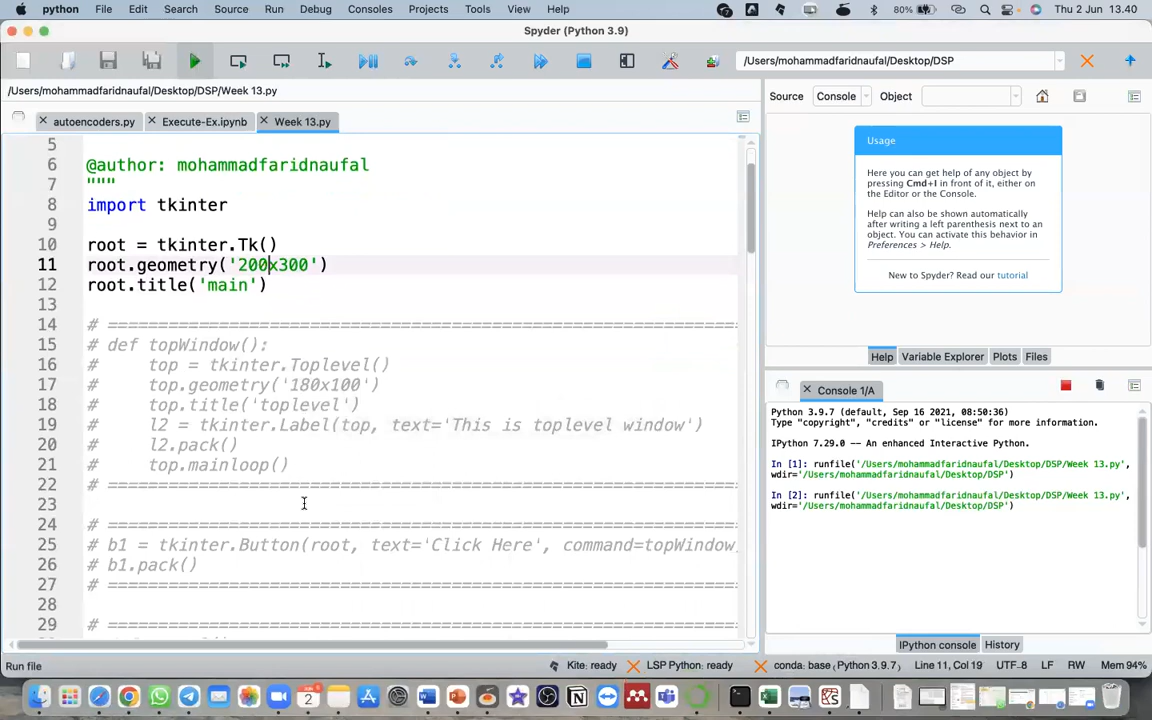 python File Edit Search Source Run Debug Consoles Projects Tools View Help 80% Thu 2 Jun 13.40
Spyder (Python 3.9)
/Users/mohammadfaridnaufal/Desktop/DSP
/Users/mohammadfaridnaufal/Desktop/DSP/Week 13.py
autoencoders.py Execute-Ex.ipynb Week 13.py
5
6 @author: mohammadfaridnaufal
7 """
8 import tkinter
9
10 root = tkinter.Tk()
11 root.geometry('200x300')
12 root.title('main')
13
14 # ==============================================================
15 # def topWindow():
16 #     top = tkinter.Toplevel()
17 #     top.geometry('180x100')
18 #     top.title('toplevel')
19 #     l2 = tkinter.Label(top, text='This is toplevel window')
20 #     l2.pack()
21 #     top.mainloop()
22 # ==============================================================
23
24 # ==============================================================
25 # b1 = tkinter.Button(root, text='Click Here', command=topWindow
26 # b1.pack()
27 # ==============================================================
28
29 # ==============================================================
Source Console Object
Usage
Here you can get help of any object by
pressing Cmd+I in front of it, either on
the Editor or the Console.
Help can also be shown automatically
after writing a left parenthesis next to an
object. You can activate this behavior in
Preferences > Help.
New to Spyder? Read our tutorial
Help Variable Explorer Plots Files
Console 1/A
Python 3.9.7 (default, Sep 16 2021, 08:50:36)
Type "copyright", "credits" or "license" for more information.
IPython 7.29.0 -- An enhanced Interactive Python.
In [1]: runfile('/Users/mohammadfaridnaufal/Desktop/DSP/Week 13.py',
wdir='/Users/mohammadfaridnaufal/Desktop/DSP')
In [2]: runfile('/Users/mohammadfaridnaufal/Desktop/DSP/Week 13.py',
wdir='/Users/mohammadfaridnaufal/Desktop/DSP')
IPython console History
Run file Kite: ready LSP Python: ready conda: base (Python 3.9.7) Line 11, Col 19 UTF-8 LF RW Mem 94%